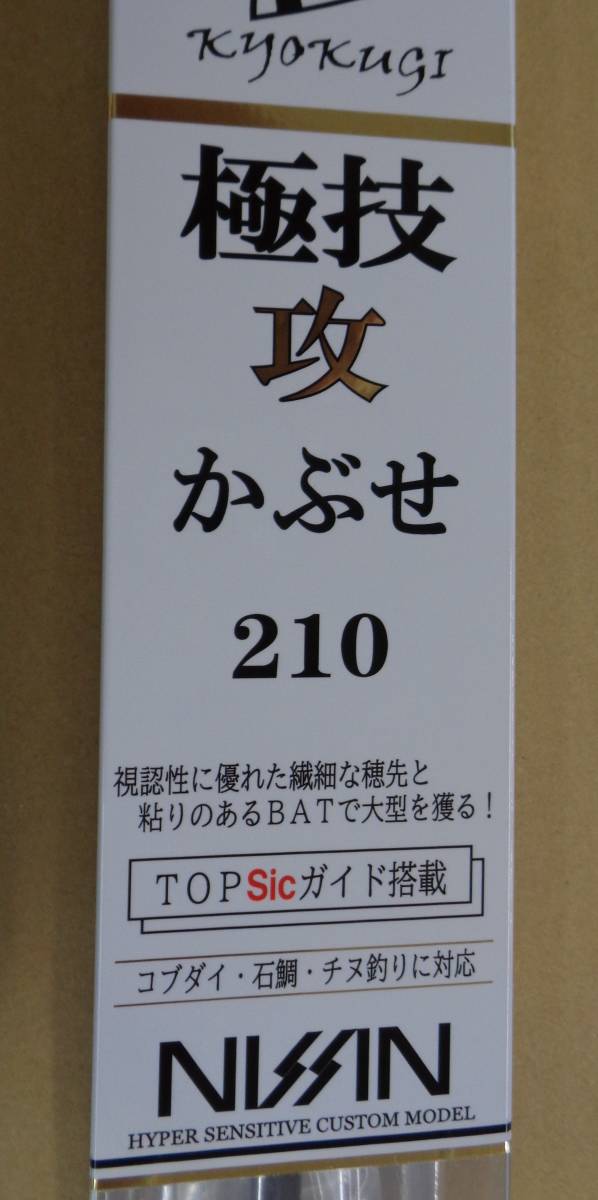 KYOKUGI
極技
攻
かぶせ
210
視認性に優れた繊細な穂先と
粘りのあるBATで大型を獲る！
TOPSicガイド搭載
コブダイ・石鯛・チヌ釣りに対応
NISSIN
HYPER SENSITIVE CUSTOM MODEL